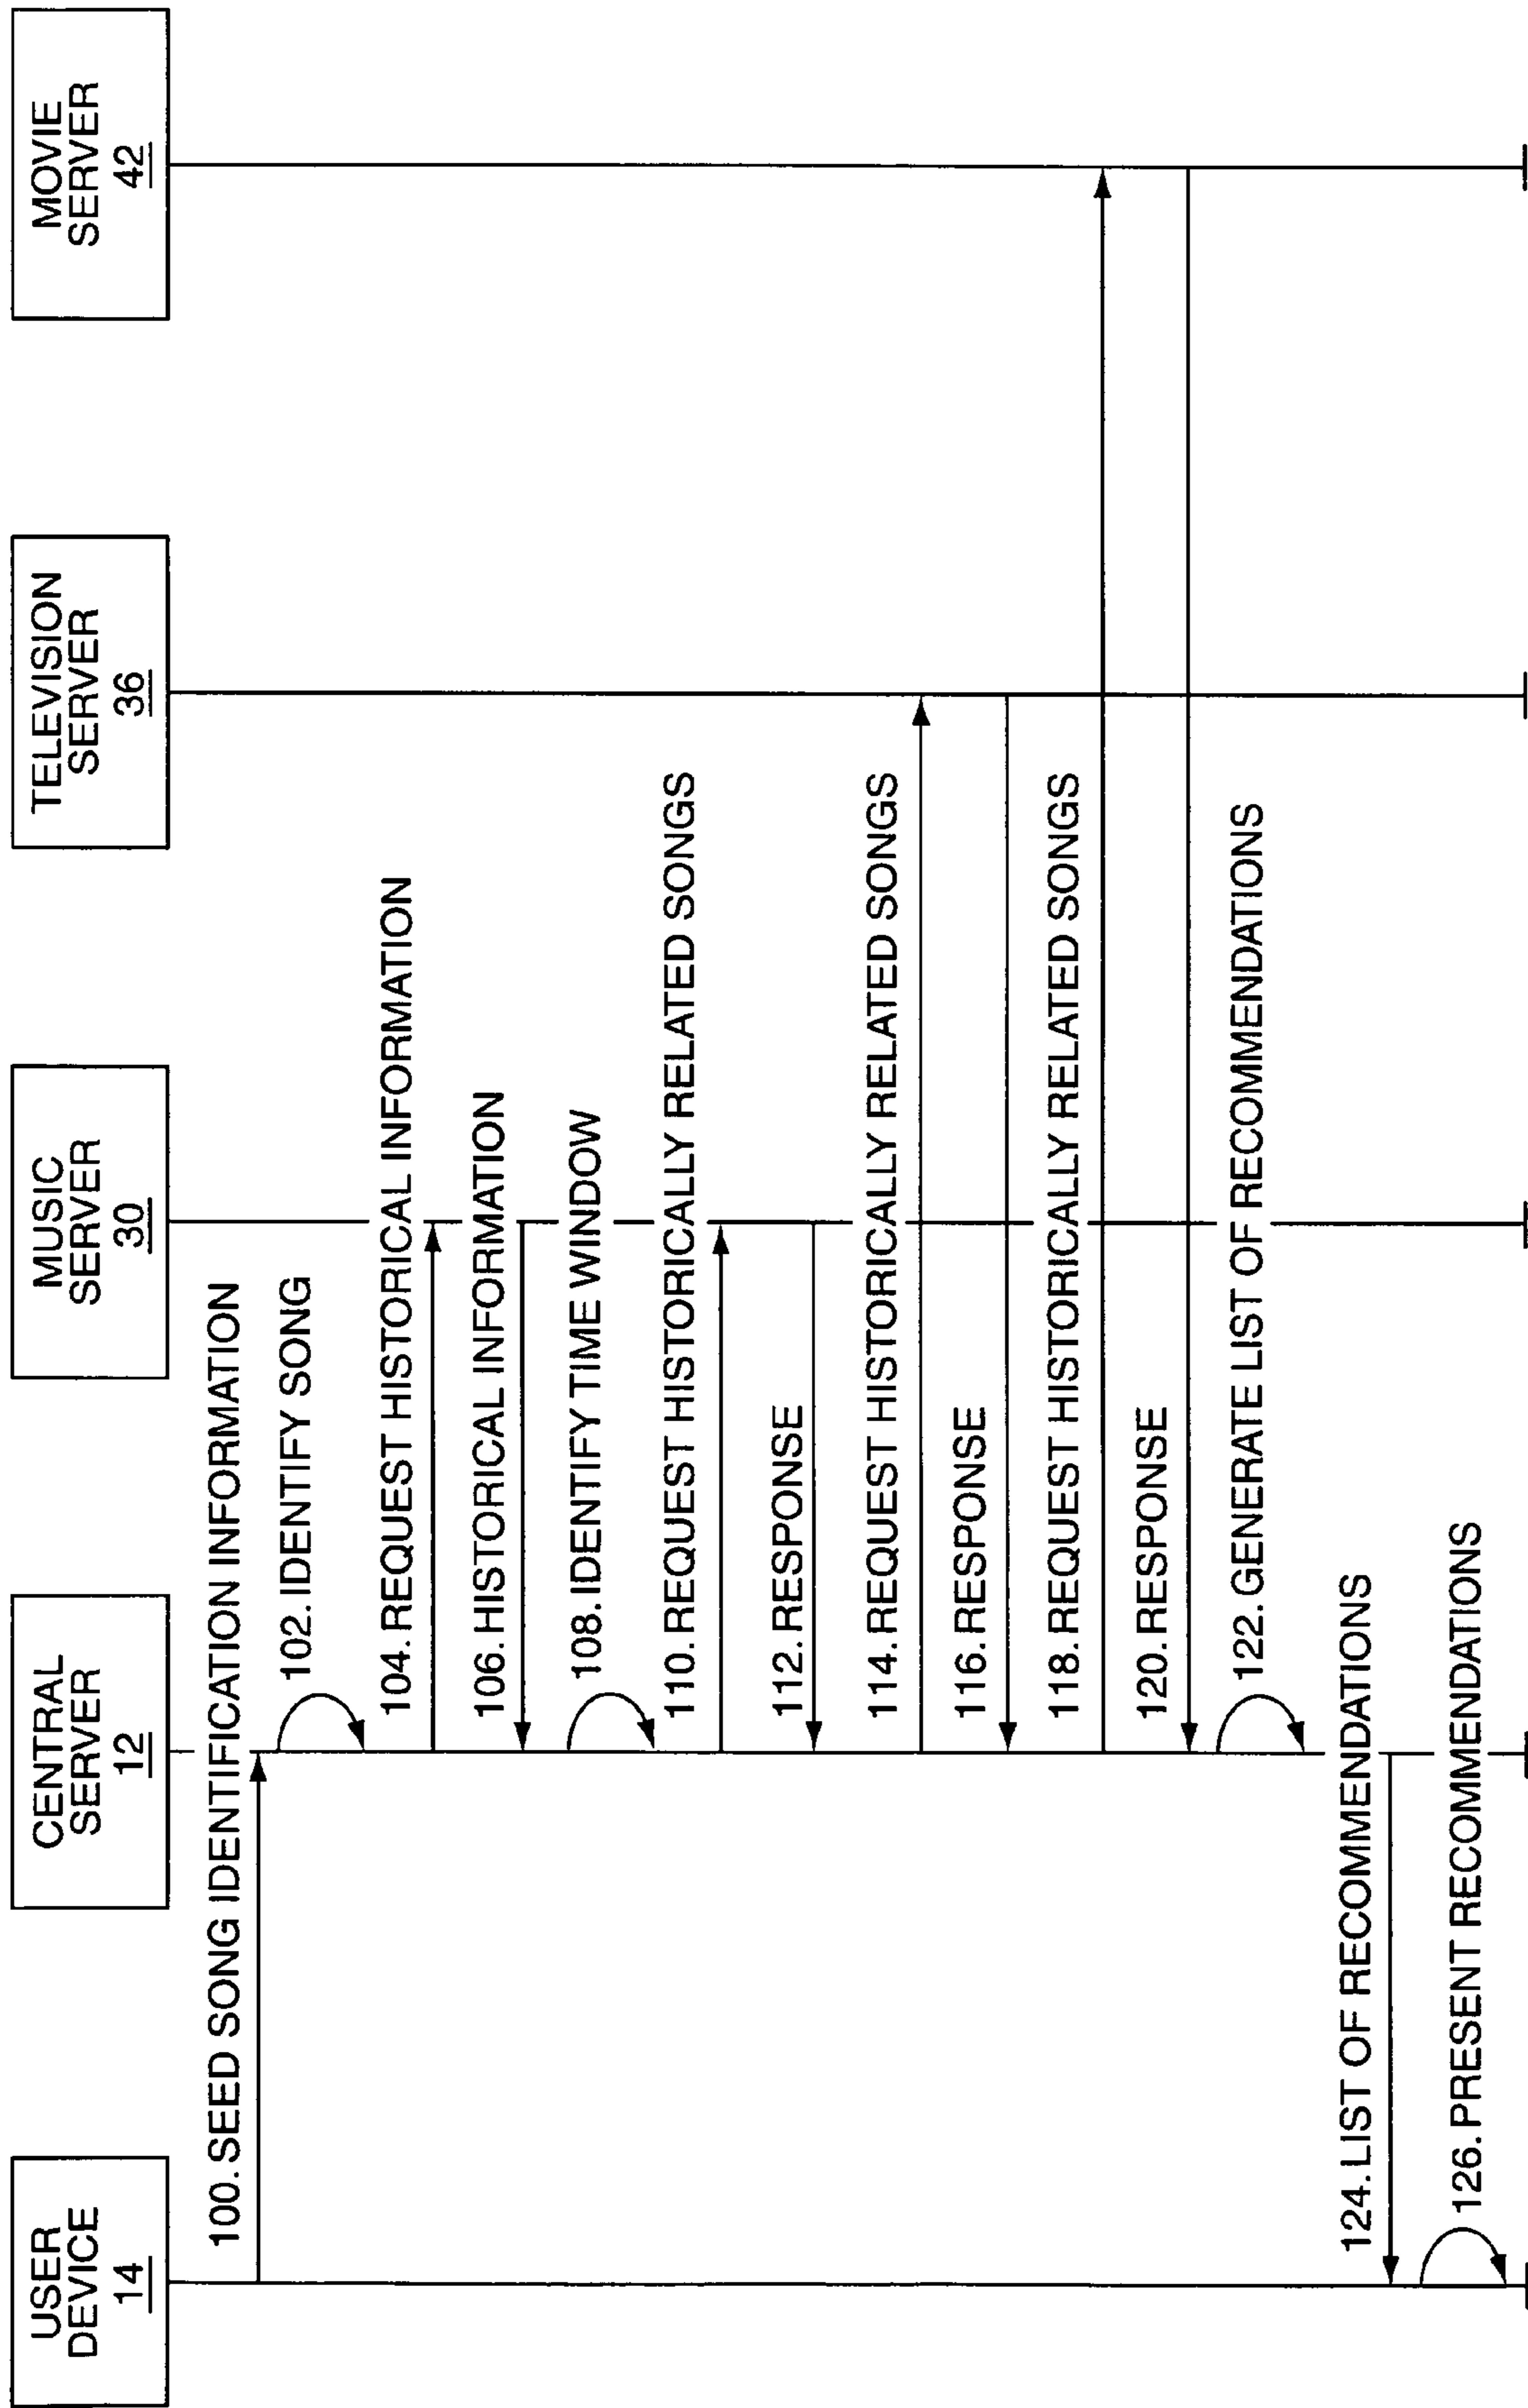 USER
DEVICE
14
CENTRAL
SERVER
12
MUSIC
SERVER
30
TELEVISION
SERVER
36
MOVIE
SERVER
42
100. SEED SONG IDENTIFICATION INFORMATION
102. IDENTIFY SONG
104. REQUEST HISTORICAL INFORMATION
106. HISTORICAL INFORMATION
108. IDENTIFY TIME WINDOW
110. REQUEST HISTORICALLY RELATED SONGS
112. RESPONSE
114. REQUEST HISTORICALLY RELATED SONGS
116. RESPONSE
118. REQUEST HISTORICALLY RELATED SONGS
120. RESPONSE
122. GENERATE LIST OF RECOMMENDATIONS
124. LIST OF RECOMMENDATIONS
126. PRESENT RECOMMENDATIONS